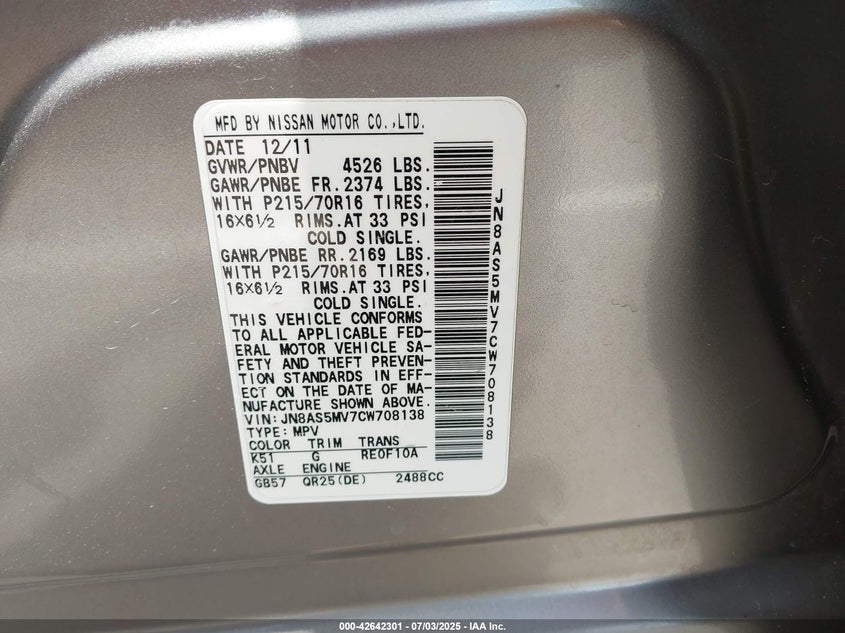 MFD BY NISSAN MOTOR CO.,LTD.
DATE 12/11
GVWR/PNBV 4526 LBS.
GAWR/PNBE FR.2374 LBS.
WITH P215/70R16 TIRES,
16×6½ RIMS.AT 33 PSI
COLD SINGLE.
GAWR/PNBE RR.2169 LBS.
WITH P215/70R16 TIRES,
16×6½ RIMS.AT 33 PSI
COLD SINGLE.
THIS VEHICLE CONFORMS
TO ALL APPLICABLE FED-
ERAL MOTOR VEHICLE SA-
FETY AND THEFT PREVEN-
TION STANDARDS IN EFF-
ECT ON THE DATE OF MA-
NUFACTURE SHOWN ABOVE.
VIN:JN8AS5MV7CW708138
TYPE:MPV
COLOR TRIM TRANS
K51 G RE0F10A
AXLE ENGINE
GB57 QR25(DE) 2488CC
JN8AS5MV7CW708138
000-42642301 - 07/03/2025 - IAA Inc.